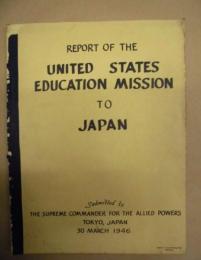 REPORT OF THE
UNITED STATES
EDUCATION MISSION
TO
JAPAN
Submitted to
THE SUPREME COMMANDER FOR THE ALLIED POWERS
TOKYO, JAPAN
30 MARCH 1946